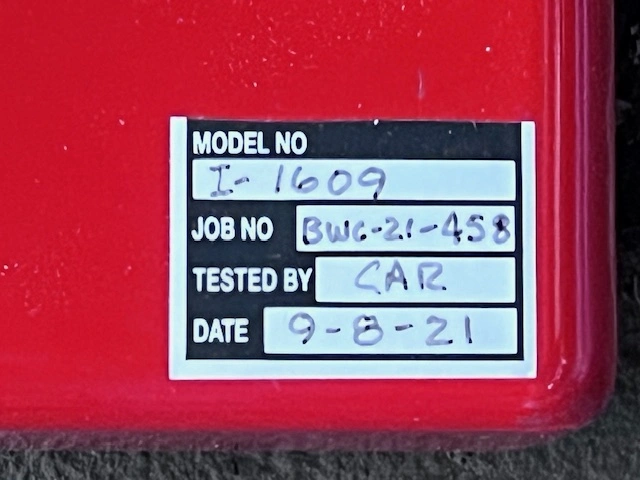 MODEL NO
I-1609
JOB NO BWC-21-458
TESTED BY CAR
DATE 9-8-21